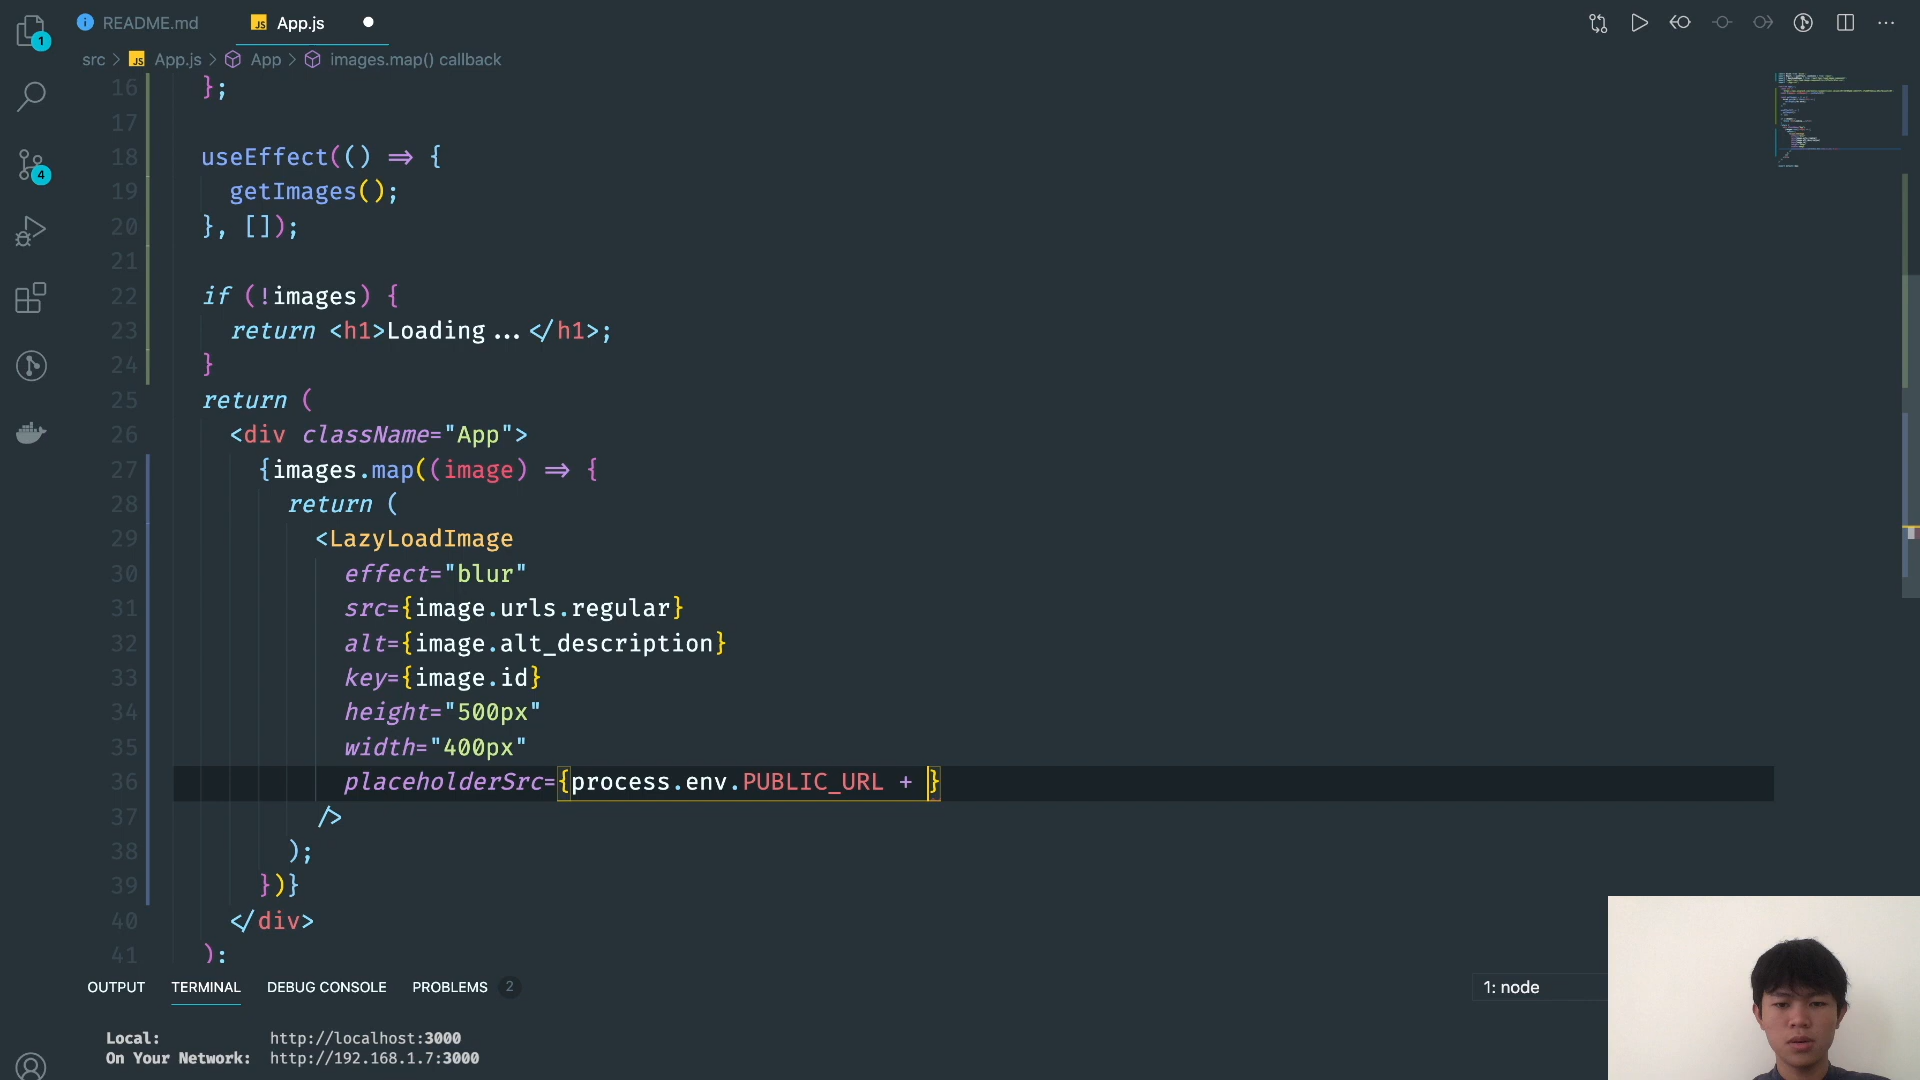 README.md
JS App.js
1
src > JS App.js > App > images.map() callback
16 };
17
18 useEffect(() => {
19 getImages();
20 }, []);
21
22 if (!images) {
23 return <h1>Loading...</h1>;
24 }
25 return (
26 <div className="App">
27 {images.map((image) => {
28 return (
29 <LazyLoadImage
30 effect="blur"
31 src={image.urls.regular}
32 alt={image.alt_description}
33 key={image.id}
34 height="500px"
35 width="400px"
36 placeholderSrc={process.env.PUBLIC_URL + }
37 />
38 );
39 })}
40 </div>
41 );
4
OUTPUT TERMINAL DEBUG CONSOLE PROBLEMS 2
1: node
Local: http://localhost:3000
On Your Network: http://192.168.1.7:3000